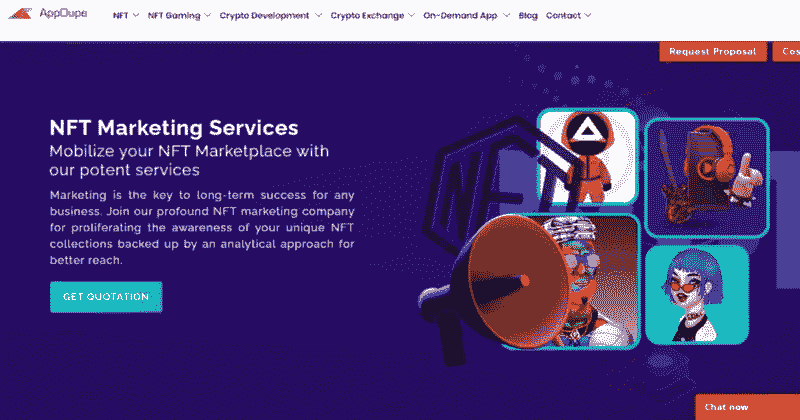 AppDupe
NFT NFT Gaming Crypto Development Crypto Exchange On-Demand App Blog Contact
Request Proposal Cos
NFT Marketing Services
Mobilize your NFT Marketplace with
our potent services
Marketing is the key to long-term success for any
business. Join our profound NFT marketing company
for proliferating the awareness of your unique NFT
collections backed up by an analytical approach for
better reach.
GET QUOTATION
NFT
Chat now